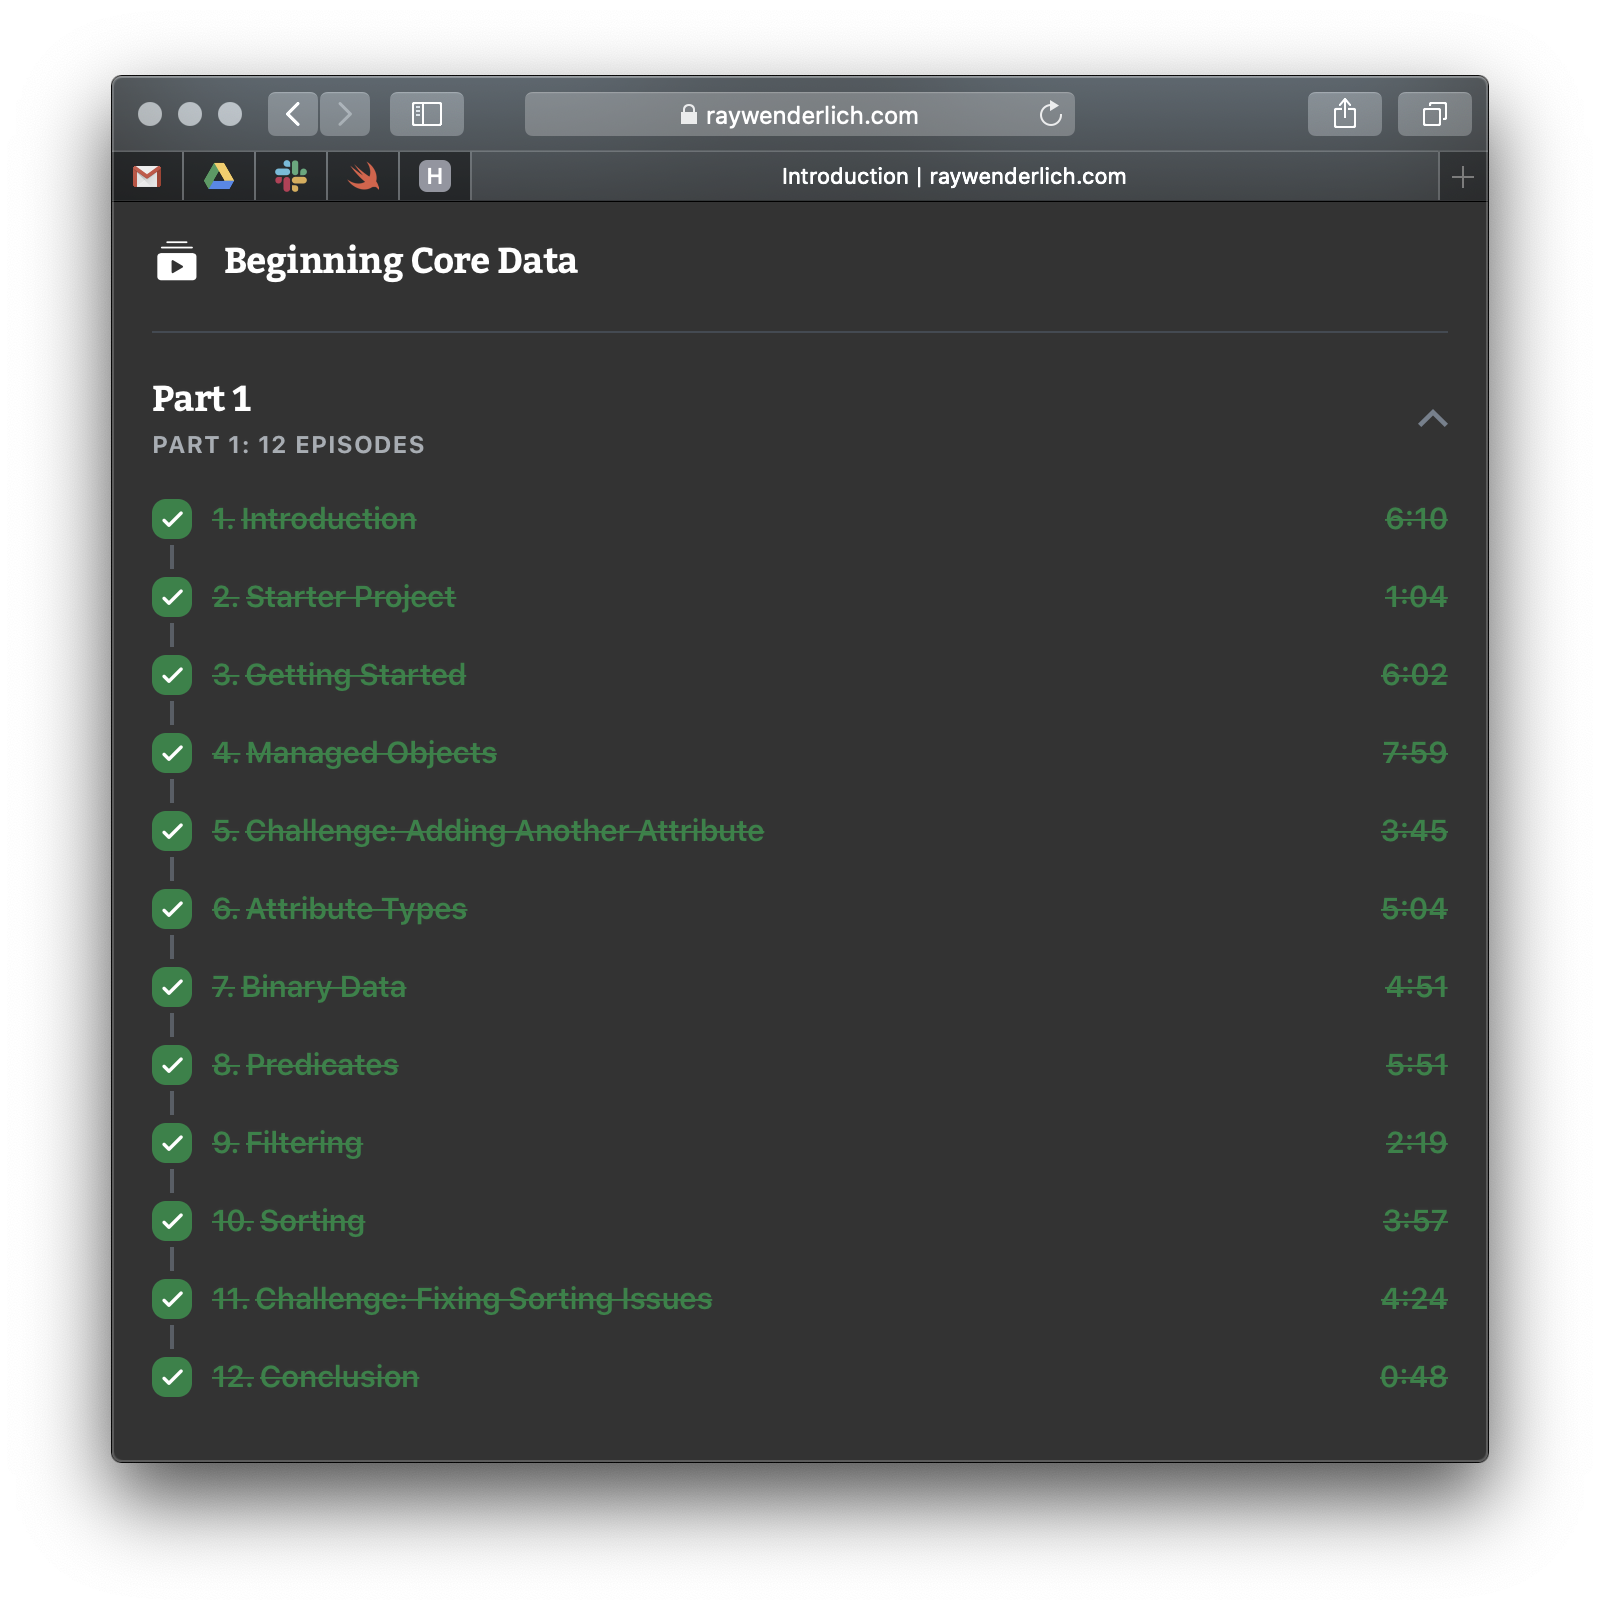 raywenderlich.com
H
Introduction | raywenderlich.com
Beginning Core Data
Part 1
PART 1: 12 EPISODES
1. Introduction 6:10
2. Starter Project 1:04
3. Getting Started 6:02
4. Managed Objects 7:59
5. Challenge: Adding Another Attribute 3:45
6. Attribute Types 5:04
7. Binary Data 4:51
8. Predicates 5:51
9. Filtering 2:19
10. Sorting 3:57
11. Challenge: Fixing Sorting Issues 4:24
12. Conclusion 0:48